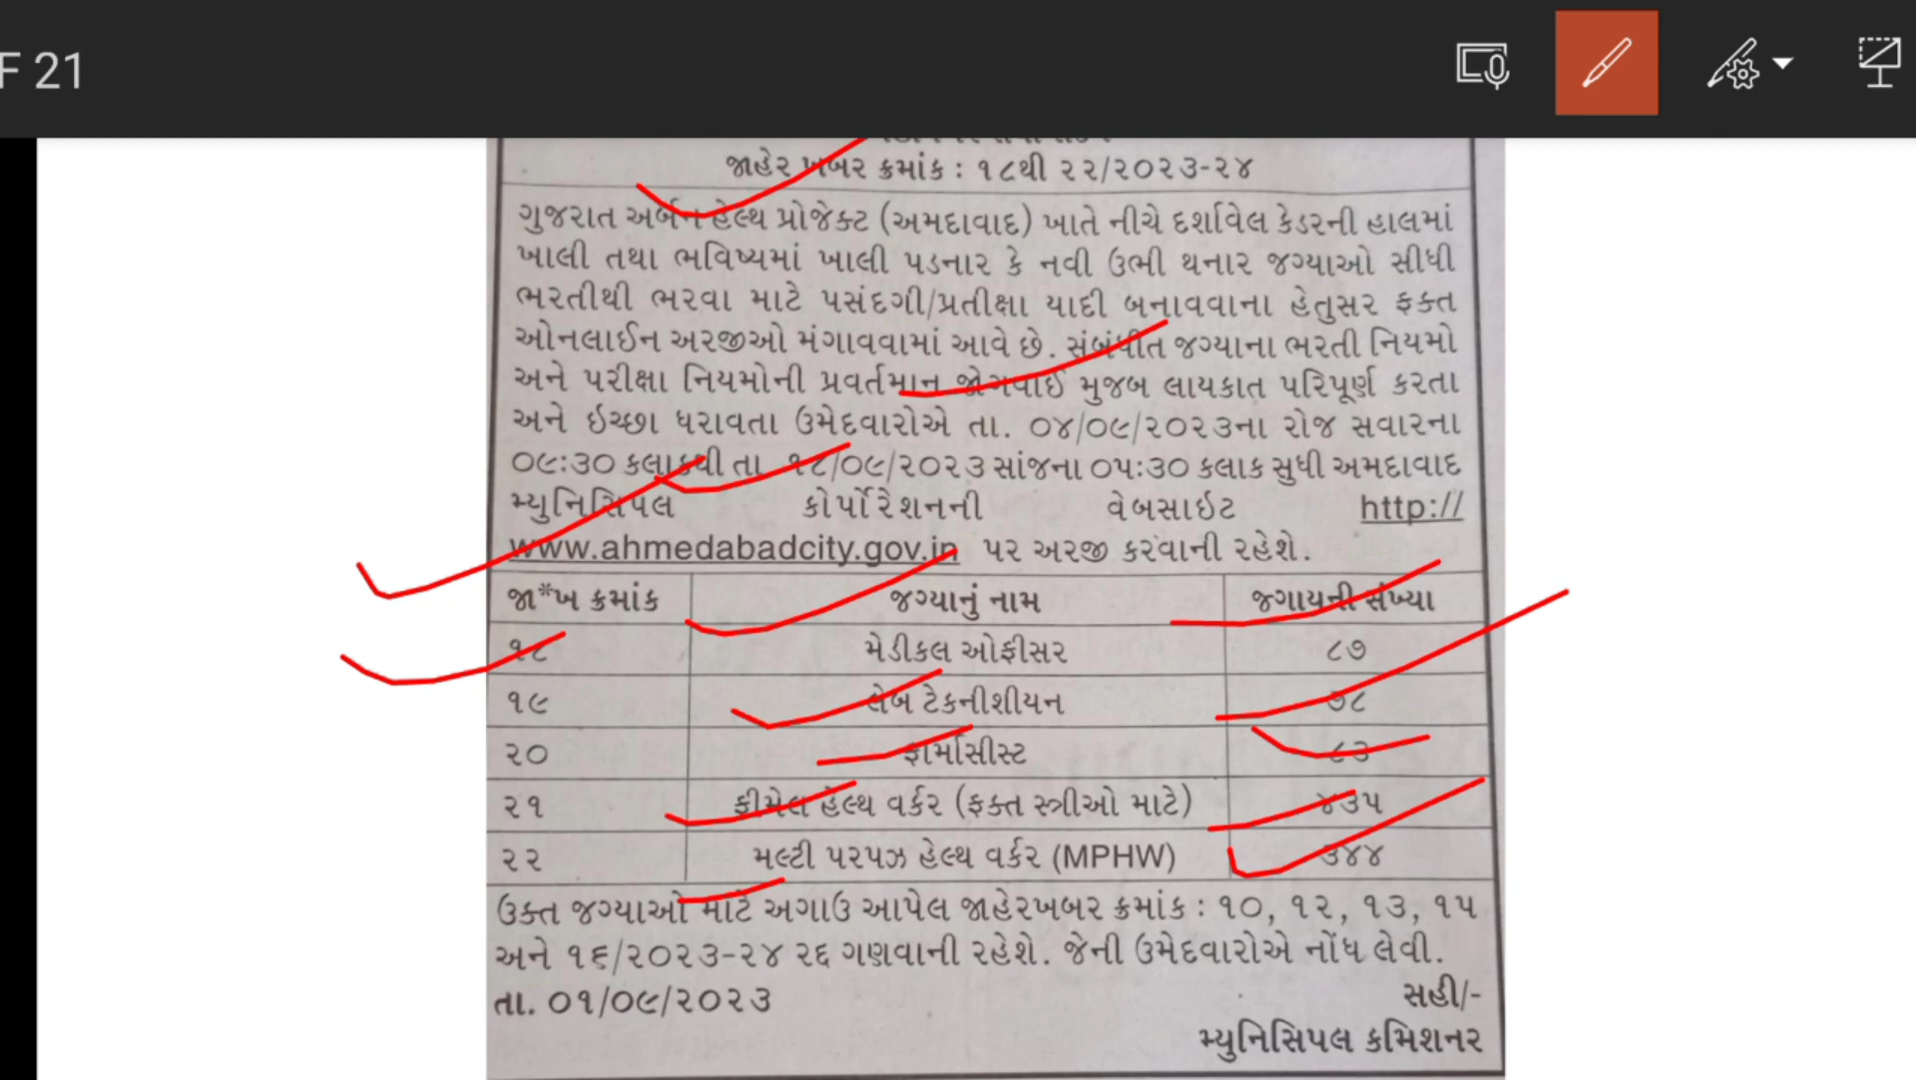 F 21
જાહેર ખબર ક્રમાંક : ૧૮થી ૨૨/૨૦૨૩-૨૪
ગુજરાત અર્બન હેલ્થ પ્રોજેક્ટ (અમદાવાદ) ખાતે નીચે દર્શાવેલ કેડરની હાલમાં
ખાલી તથા ભવિષ્યમાં ખાલી પડનાર કે નવી ઉભી થનાર જગ્યાઓ સીધી
ભરતીથી ભરવા માટે પસંદગી/પ્રતીક્ષા યાદી બનાવવાના હેતુસર ફક્ત
ઓનલાઈન અરજીઓ મંગાવવામાં આવે છે. સંબંધીત જગ્યાના ભરતી નિયમો
અને પરીક્ષા નિયમોની પ્રવર્તમાન જોગવાઈ મુજબ લાયકાત પરિપૂર્ણ કરતા
અને ઇચ્છા ધરાવતા ઉમેદવારોએ તા. ૦૪/૦૯/૨૦૨૩ના રોજ સવારના
૦૯:૩૦ કલાકથી તા. ૧૮/૦૯/૨૦૨૩ સાંજના ૦૫:૩૦ કલાક સુધી અમદાવાદ
મ્યુનિસિપલ કોર્પોરેશનની વેબસાઇટ http://
www.ahmedabadcity.gov.in પર અરજી કરવાની રહેશે.
જા*ખ ક્રમાંક જગ્યાનું નામ જગાયની સંખ્યા
૧૮ મેડીકલ ઓફીસર ૮૭
૧૯ લેબ ટેકનીશીયન ૭૮
૨૦ ફાર્માસીસ્ટ ૮૩
૨૧ ફીમેલ હેલ્થ વર્કર (ફક્ત સ્ત્રીઓ માટે) ૪૩૫
૨૨ મલ્ટી પરપઝ હેલ્થ વર્કર (MPHW) ૩૪૪
ઉક્ત જગ્યાઓ માટે અગાઉ આપેલ જાહેરખબર ક્રમાંક : ૧૦, ૧૨, ૧૩, ૧૫
અને ૧૬/૨૦૨૩-૨૪ રદ્દ ગણવાની રહેશે. જેની ઉમેદવારોએ નોંધ લેવી.
તા. ૦૧/૦૯/૨૦૨૩ સહી/-
મ્યુનિસિપલ કમિશનર